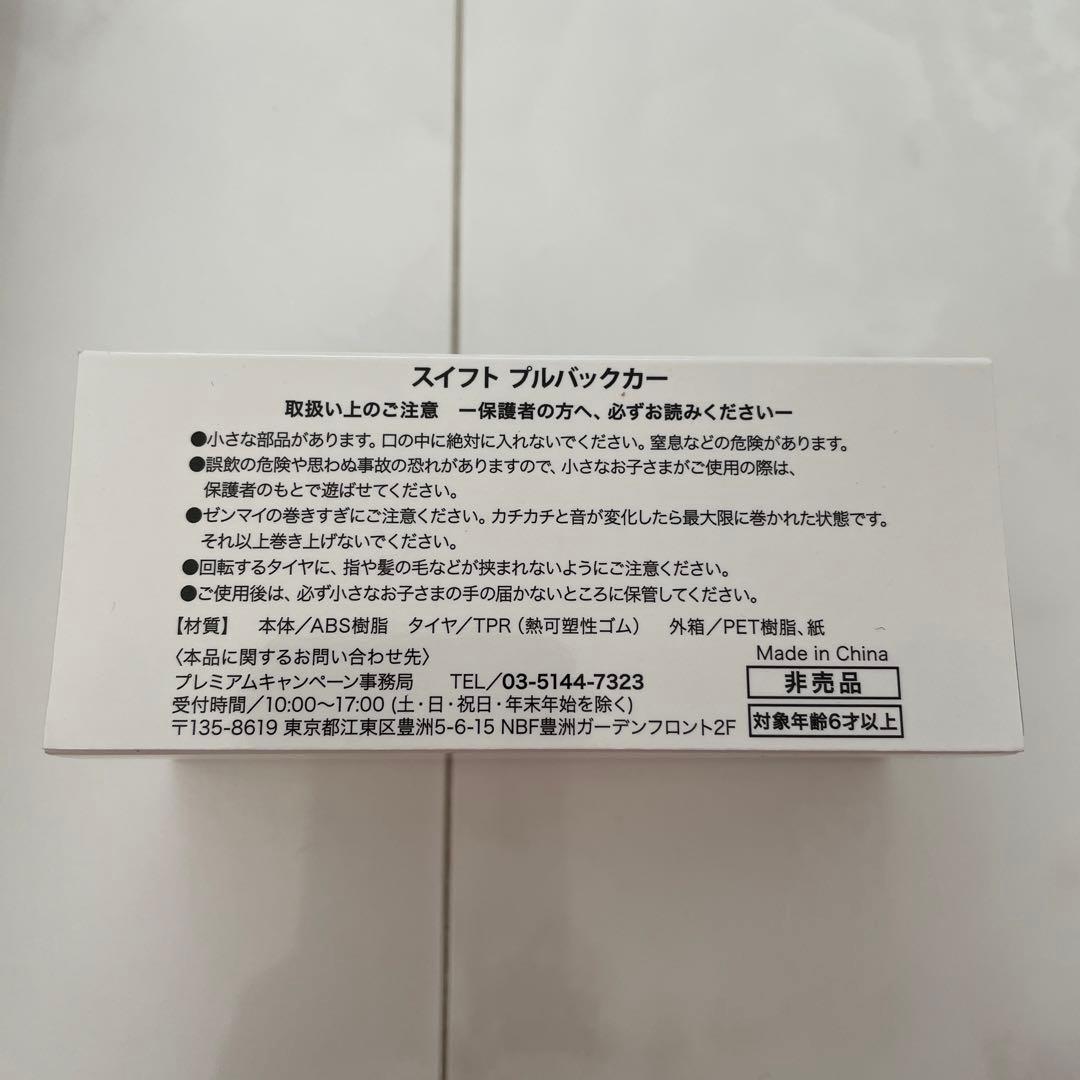 スイフト プルバックカー
取扱い上のご注意　ー保護者の方へ、必ずお読みくださいー
●小さな部品があります。口の中に絶対に入れないでください。窒息などの危険があります。
●誤飲の危険や思わぬ事故の恐れがありますので、小さなお子さまがご使用の際は、
保護者のもとで遊ばせてください。
●ゼンマイの巻きすぎにご注意ください。カチカチと音が変化したら最大限に巻かれた状態です。
それ以上巻き上げないでください。
●回転するタイヤに、指や髪の毛などが挟まれないようにご注意ください。
●ご使用後は、必ず小さなお子さまの手の届かないところに保管してください。
【材質】　本体／ABS樹脂　タイヤ／TPR（熱可塑性ゴム）　外箱／PET樹脂、紙
〈本品に関するお問い合わせ先〉
プレミアムキャンペーン事務局　TEL／03-5144-7323
受付時間／10:00～17:00 (土・日・祝日・年末年始を除く)
〒135-8619 東京都江東区豊洲5-6-15 NBF豊洲ガーデンフロント2F
Made in China
非売品
対象年齢6才以上